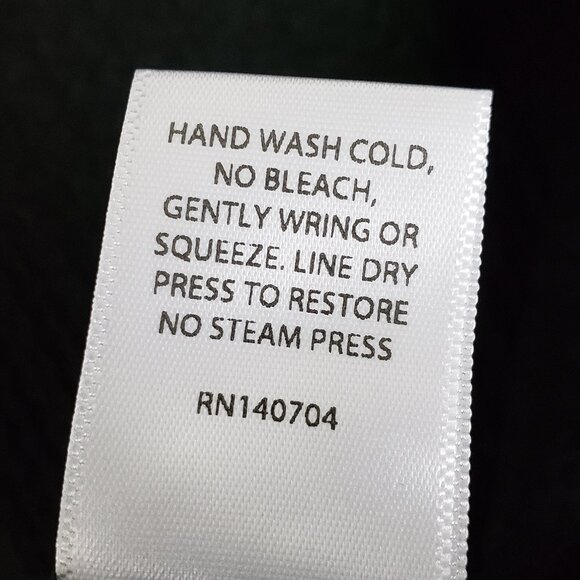 HAND WASH COLD,
NO BLEACH,
GENTLY WRING OR
SQUEEZE. LINE DRY
PRESS TO RESTORE
NO STEAM PRESS
RN140704